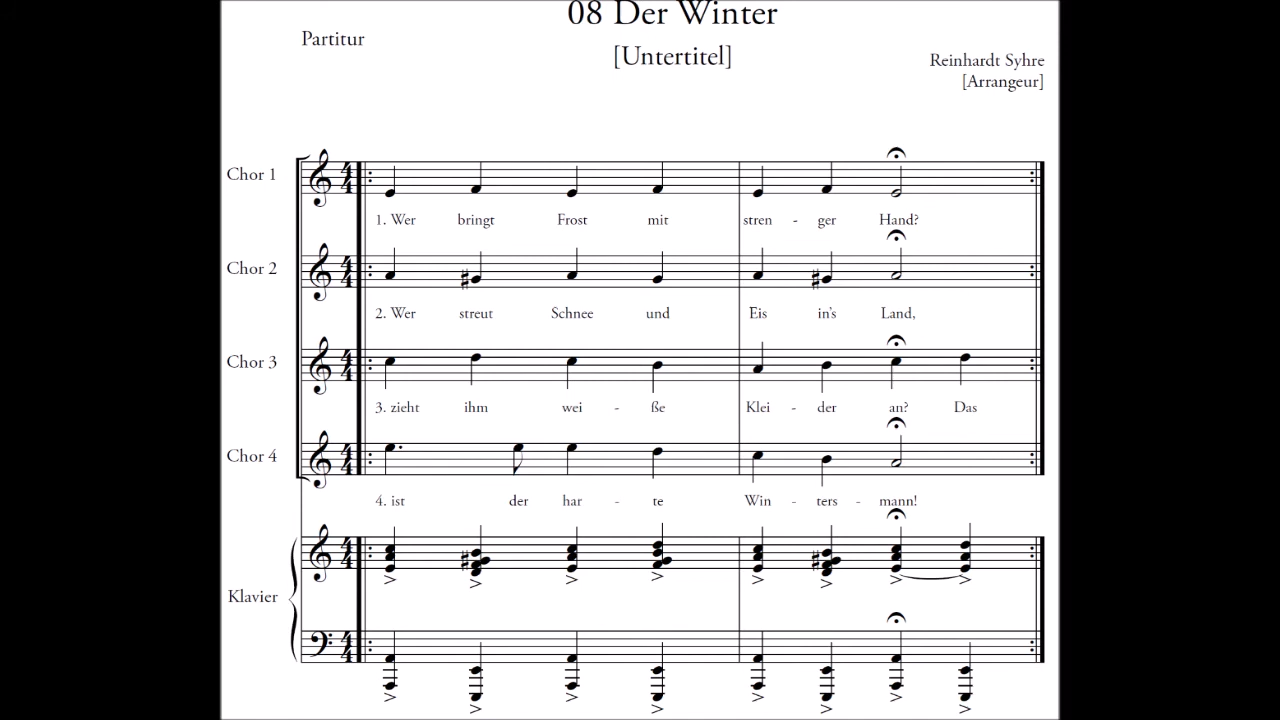 08 Der Winter
Partitur
[Untertitel]
Reinhardt Syhre
[Arrangeur]
Chor 1
1. Wer bringt Frost mit stren - ger Hand?
Chor 2
2. Wer streut Schnee und Eis in's Land,
Chor 3
3. zieht ihm wei - ße Klei - der an? Das
Chor 4
4. ist der har - te Win - ters - mann!
Klavier